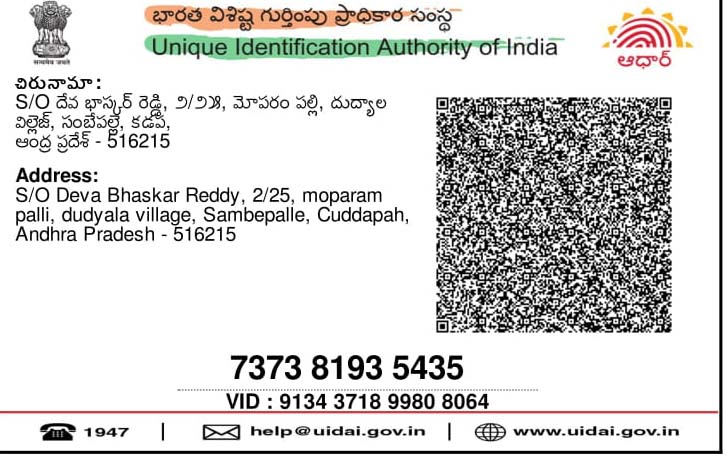 భారత విశిష్ట గుర్తింపు ప్రాధికార సంస్థ
Unique Identification Authority of India
सत्यमेव जयते
ఆధార్
చిరునామా :
S/O దేవ భాస్కర్ రెడ్డి, ౨/౨౫, మోపరం పల్లి, దుద్యాల
విల్లెజ్, సంబేపల్లె, కడప,
ఆంధ్ర ప్రదేశ్ - 516215
Address:
S/O Deva Bhaskar Reddy, 2/25, moparam
palli, dudyala village, Sambepalle, Cuddapah,
Andhra Pradesh - 516215
7373 8193 5435
VID : 9134 3718 9980 8064
1947 | help@uidai.gov.in | www.uidai.gov.in